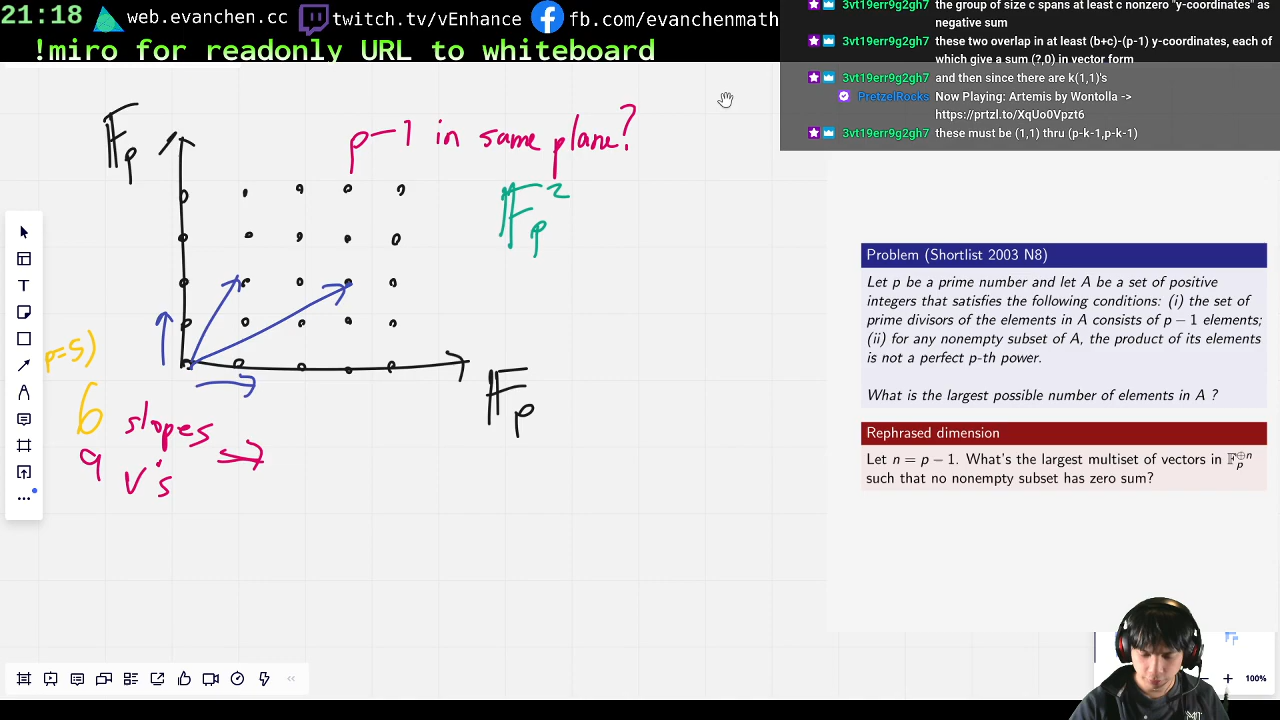 21:18
web.evanchen.cc
twitch.tv/vEnhance
fb.com/evanchenmath
!miro for readonly URL to whiteboard
3vt19err9g2gh7 the group of size c spans at least c nonzero "y-coordinates" as
negative sum
3vt19err9g2gh7 these two overlap in at least (b+c)-(p-1) y-coordinates, each of
which give a sum (?,0) in vector form
3vt19err9g2gh7 and then since there are k(1,1)'s
PretzelRocks Now Playing: Artemis by Wontolla ->
https://prtzl.to/XqUo0Vpzt6
3vt19err9g2gh7 these must be (1,1) thru (p-k-1,p-k-1)
𝔽p
p-1 in same plane?
𝔽p²
𝔽p
p=5)
6 slopes →
9 v's
Problem (Shortlist 2003 N8)
Let p be a prime number and let A be a set of positive
integers that satisfies the following conditions: (i) the set of
prime divisors of the elements in A consists of p − 1 elements;
(ii) for any nonempty subset of A, the product of its elements
is not a perfect p-th power.
What is the largest possible number of elements in A ?
Rephrased dimension
Let n = p − 1. What's the largest multiset of vectors in 𝔽p⊕n
such that no nonempty subset has zero sum?
𝔽p
100%